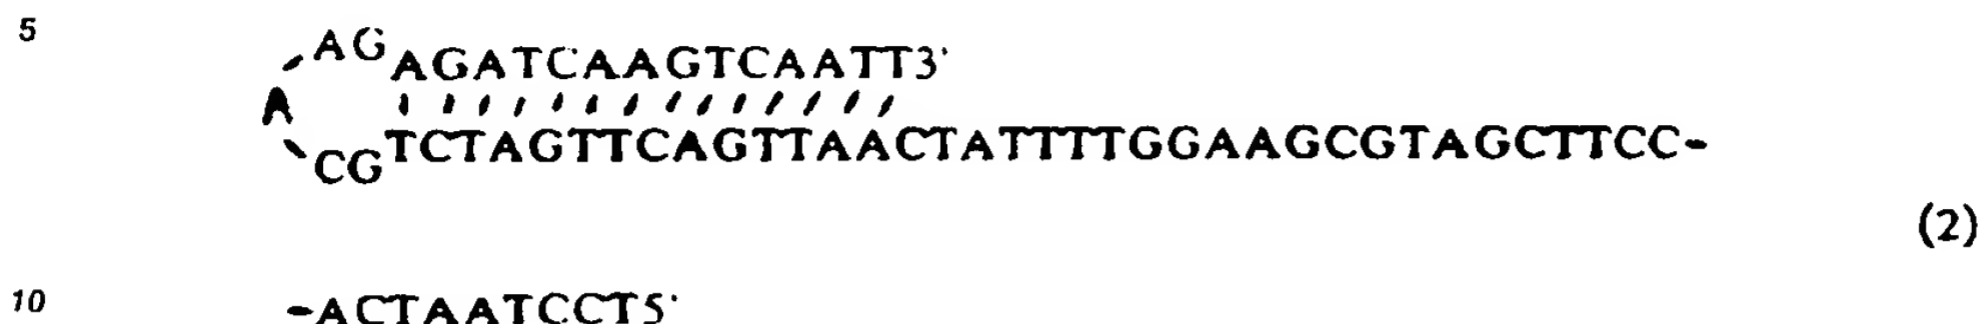 5
AG AGATCAAGTCAATT3'
A
CG TCTAGTTCAGTTAACTATTTTGGAAGCGTAGCTTCC-
(2)
10
-ACTAATCCT5'